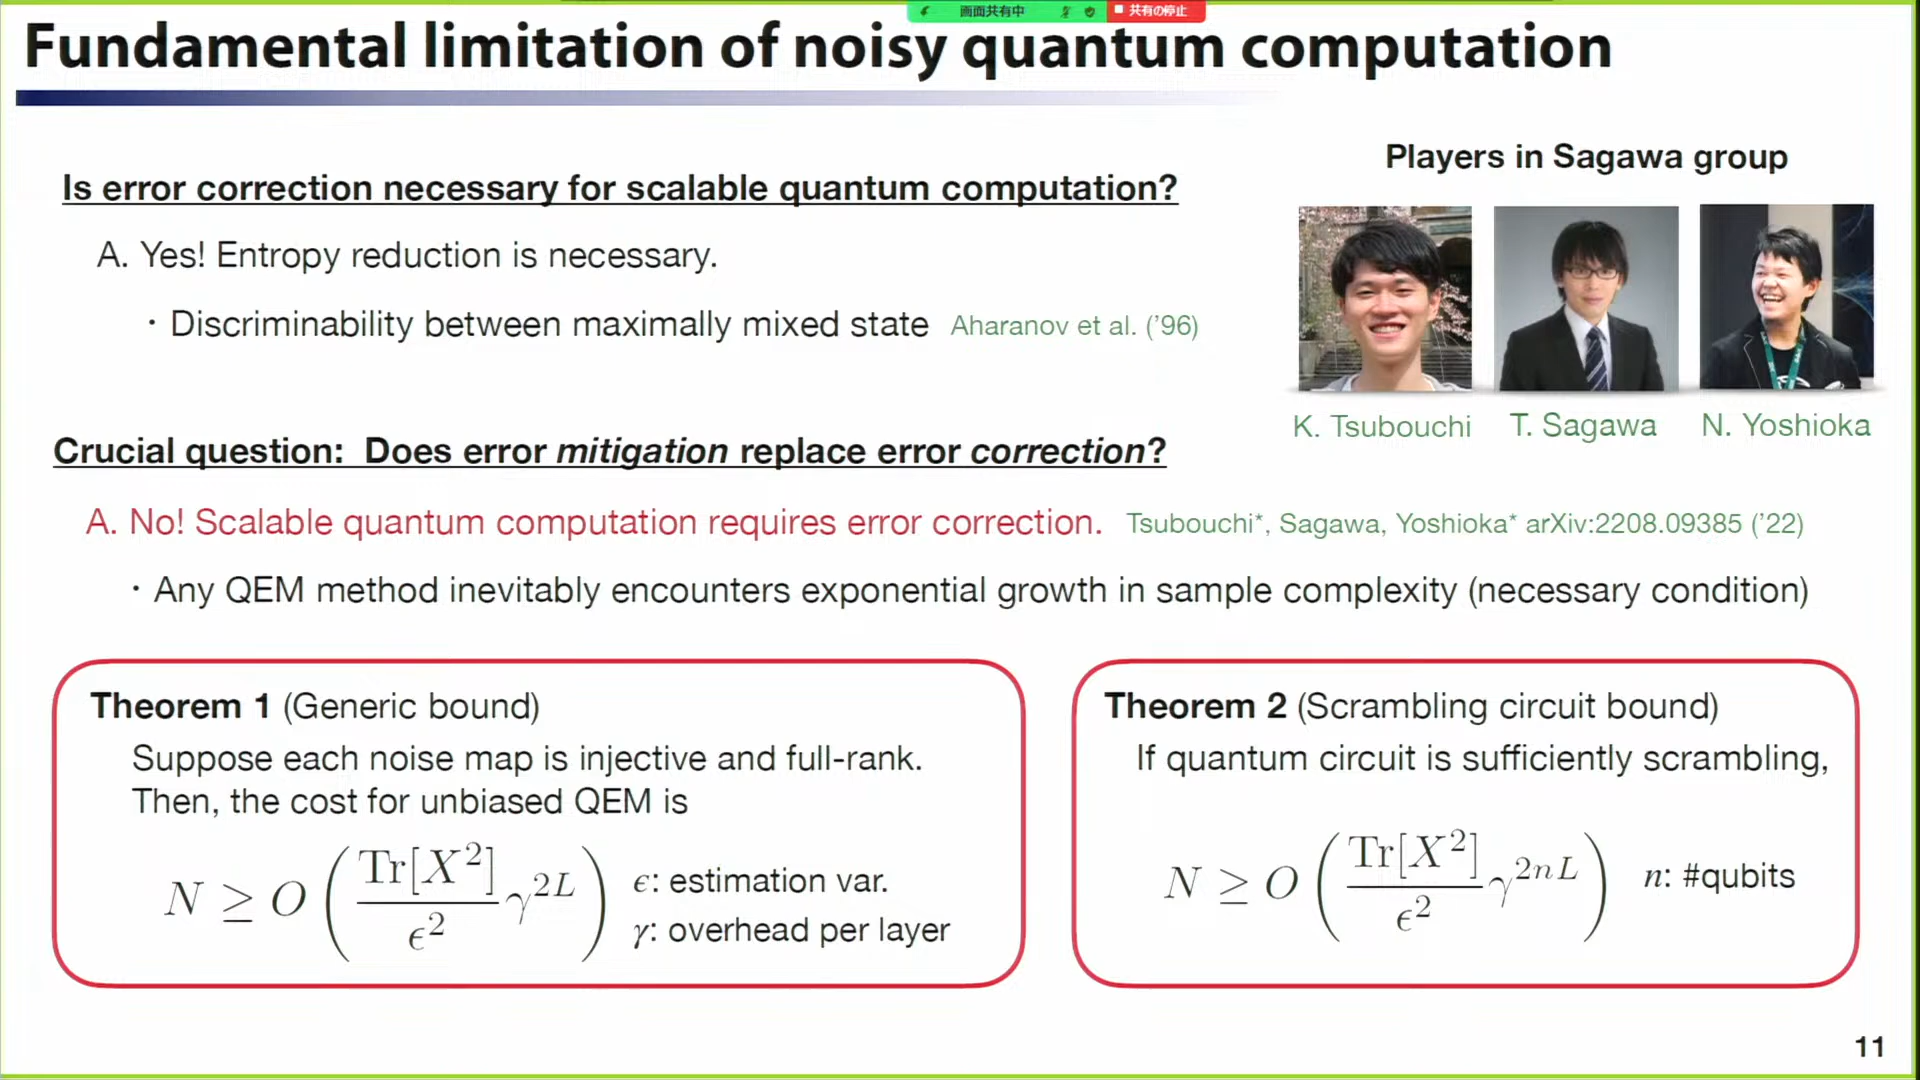 画面共有中
共有の停止
Fundamental limitation of noisy quantum computation
Players in Sagawa group
Is error correction necessary for scalable quantum computation?
A. Yes! Entropy reduction is necessary.
・Discriminability between maximally mixed state Aharanov et al. ('96)
K. Tsubouchi T. Sagawa N. Yoshioka
Crucial question: Does error mitigation replace error correction?
A. No! Scalable quantum computation requires error correction. Tsubouchi*, Sagawa, Yoshioka* arXiv:2208.09385 ('22)
・Any QEM method inevitably encounters exponential growth in sample complexity (necessary condition)
Theorem 1 (Generic bound)
Suppose each noise map is injective and full-rank.
Then, the cost for unbiased QEM is
N ≥ O ( Tr[X²] / ϵ² γ^{2L} )
ϵ: estimation var.
γ: overhead per layer
Theorem 2 (Scrambling circuit bound)
If quantum circuit is sufficiently scrambling,
N ≥ O ( Tr[X²] / ϵ² γ^{2nL} ) n: #qubits
11